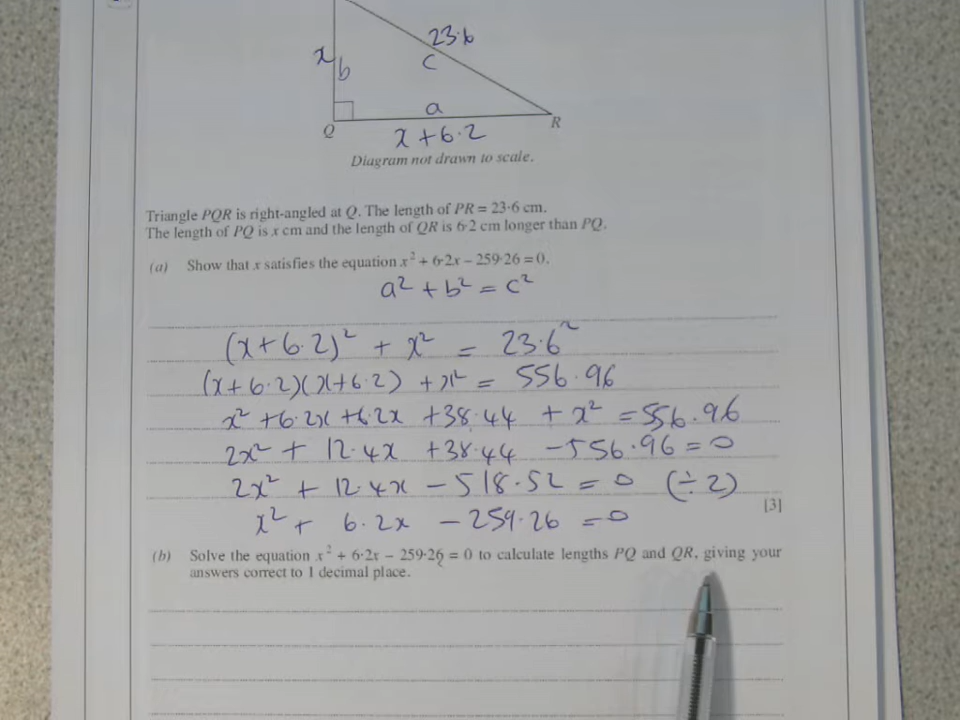 23·6
x
b
c
a
Q
R
x + 6·2
Diagram not drawn to scale.
Triangle PQR is right-angled at Q. The length of PR = 23·6 cm.
The length of PQ is x cm and the length of QR is 6·2 cm longer than PQ.
(a) Show that x satisfies the equation x² + 6·2x − 259·26 = 0.
a² + b² = c²
(x + 6.2)² + x² = 23·6²
(x + 6·2)(x + 6·2) + x² = 556.96
x² + 6.2x + 6.2x + 38.44 + x² = 556.96
2x² + 12.4x + 38.44 − 556.96 = 0
2x² + 12.4x − 518.52 = 0 (÷ 2)
[3]
x² + 6.2x − 259.26 = 0
(b) Solve the equation x² + 6·2x − 259·26 = 0 to calculate lengths PQ and QR, giving your
answers correct to 1 decimal place.